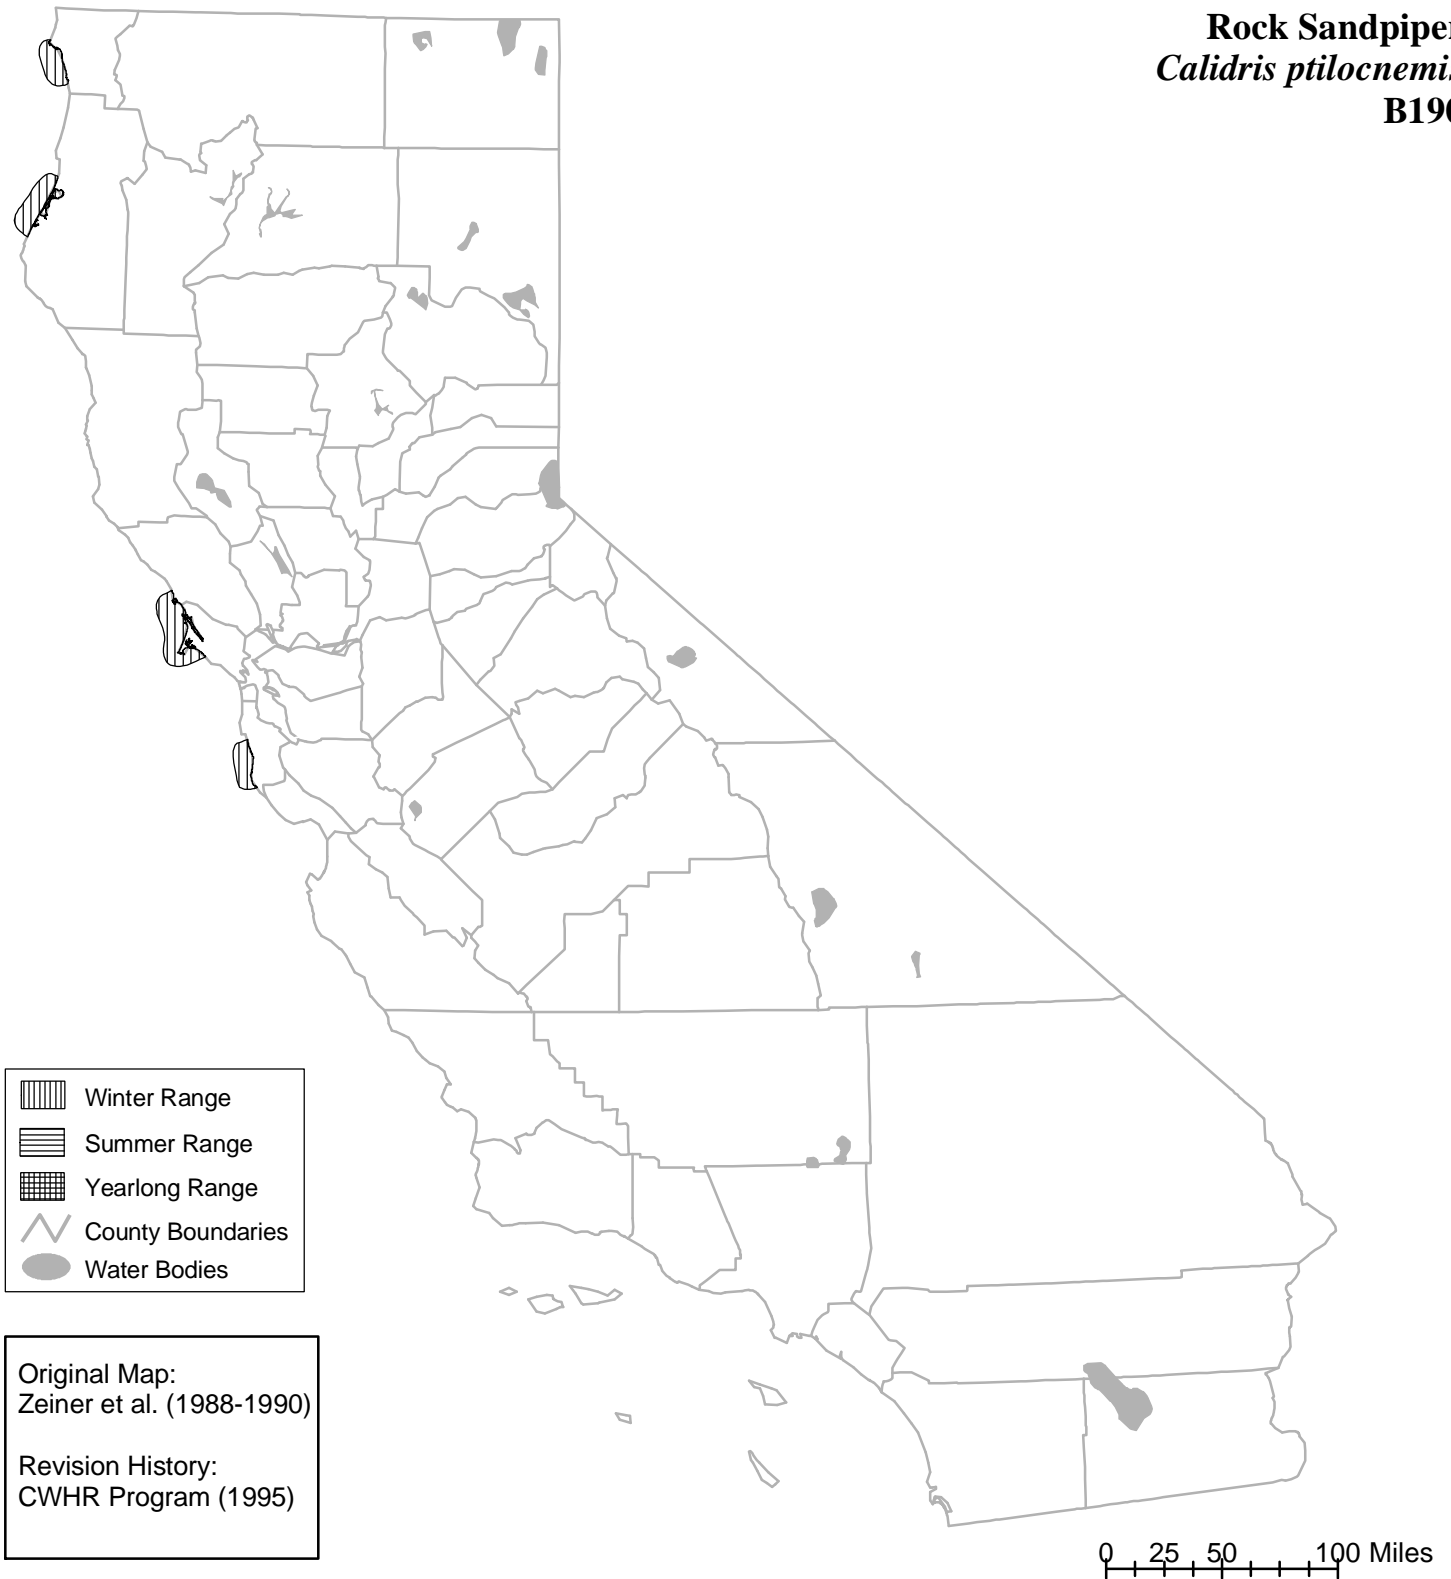 Rock Sandpiper
Calidris ptilocnemis
B190
Winter Range
Summer Range
Yearlong Range
County Boundaries
Water Bodies
Original Map:
Zeiner et al. (1988-1990)
Revision History:
CWHR Program (1995)
0 25 50 100 Miles